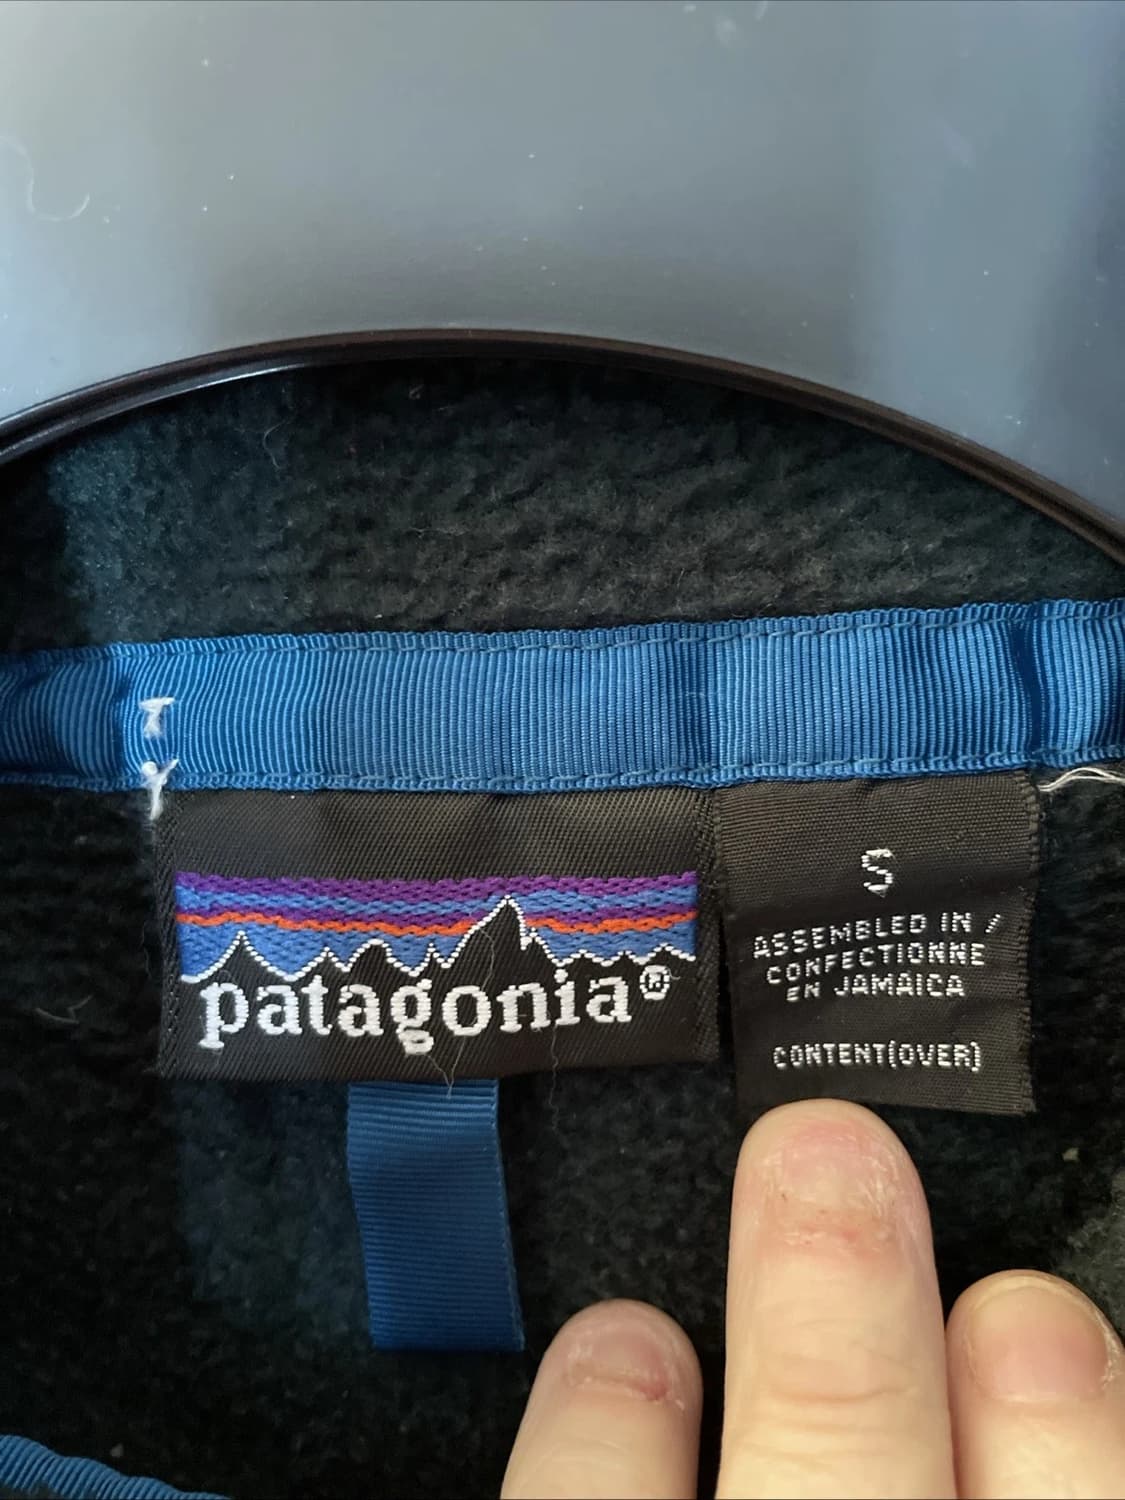 patagonia®
S
ASSEMBLED IN /
CONFECTIONNE
EN JAMAICA
CONTENT(OVER)